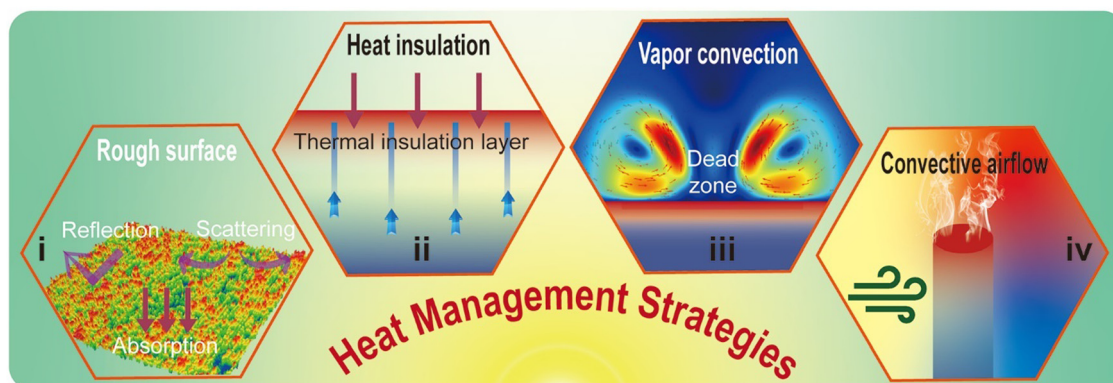 Rough surface
Reflection
Scattering
Absorption
i
Heat insulation
Thermal insulation layer
ii
Vapor convection
Dead
zone
iii
Convective airflow
iv
Heat Management Strategies